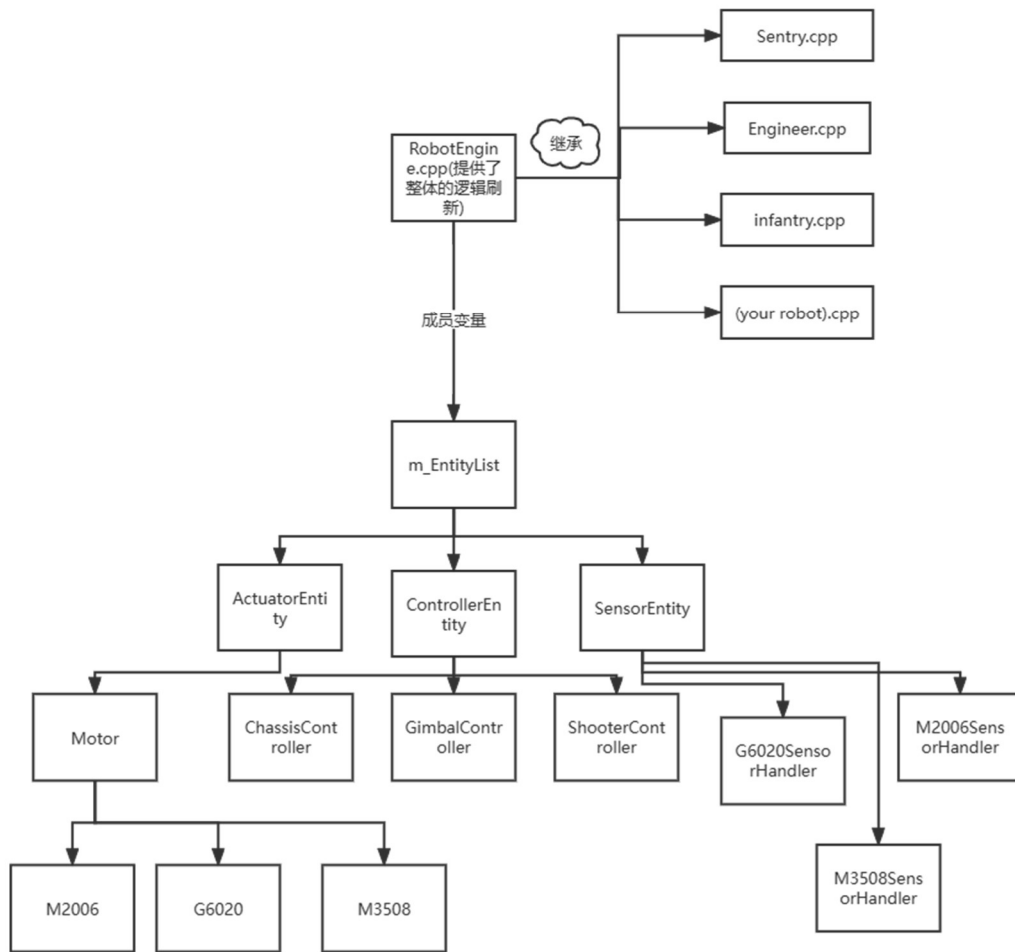 Sentry.cpp
Engineer.cpp
继承
RobotEngin
e.cpp(提供了
整体的逻辑刷
新)
infantry.cpp
(your robot).cpp
成员变量
m_EntityList
ActuatorEnti
ty
ControllerEn
tity
SensorEntity
Motor
ChassisCont
roller
GimbalContr
oller
ShooterContr
oller
G6020Senso
rHandler
M2006Sens
orHandler
M2006
G6020
M3508
M3508Sens
orHandler